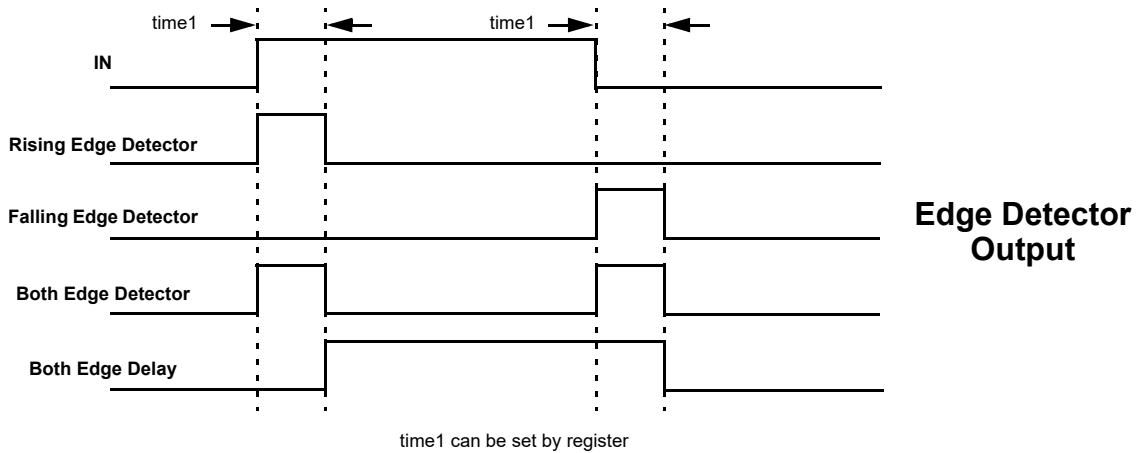 time1
time1
IN
Rising Edge Detector
Falling Edge Detector
Edge Detector
Output
Both Edge Detector
Both Edge Delay
time1 can be set by register